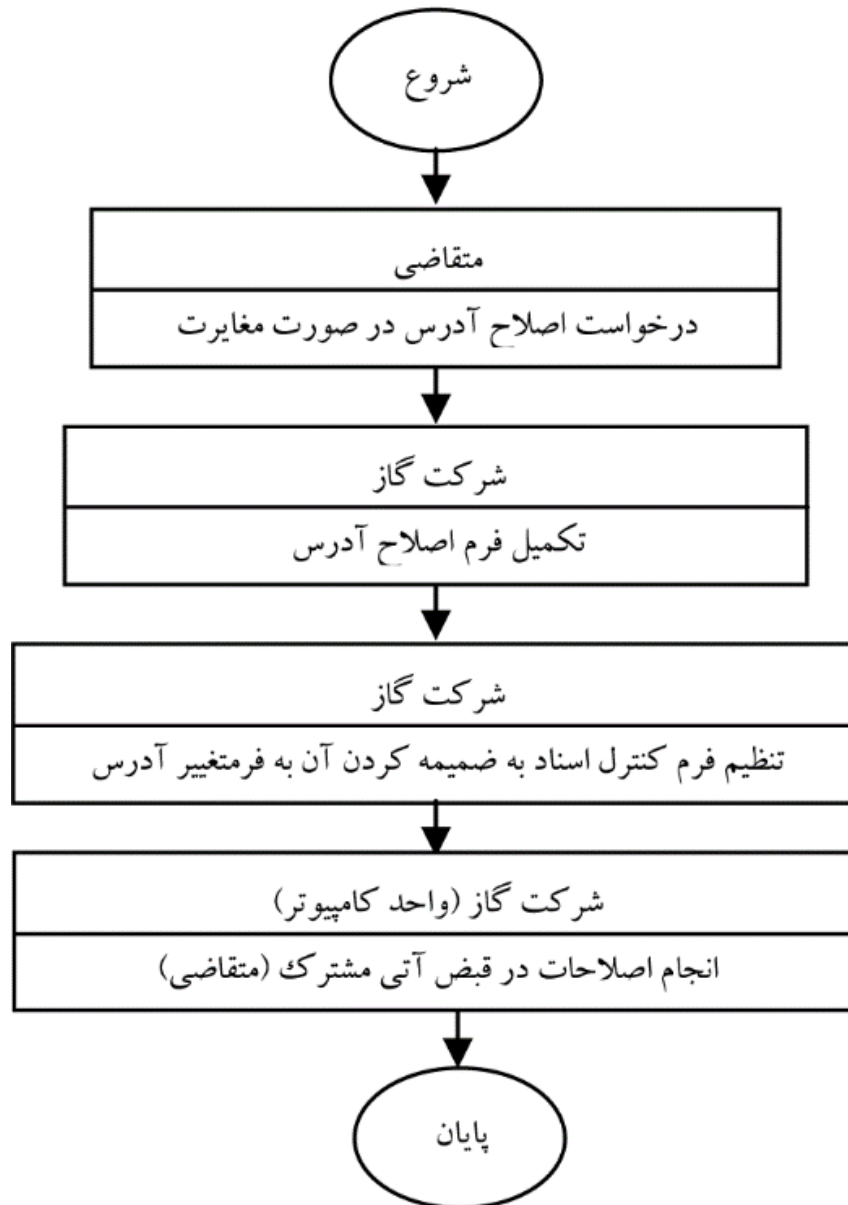 شروع
متقاضی
درخواست اصلاح آدرس در صورت مغایرت
شرکت گاز
تکمیل فرم اصلاح آدرس
شرکت گاز
تنظیم فرم کنترل اسناد به ضمیمه کردن آن به فرمتغییر آدرس
شرکت گاز (واحد کامپیوتر)
انجام اصلاحات در قبض آتی مشترك (متقاضی)
پایان